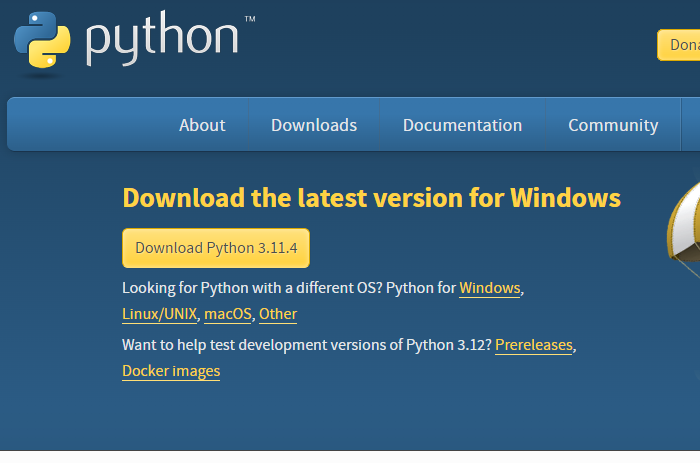 python™
About Downloads Documentation Community
Download the latest version for Windows
Download Python 3.11.4
Looking for Python with a different OS? Python for Windows,
Linux/UNIX, macOS, Other
Want to help test development versions of Python 3.12? Prereleases,
Docker images